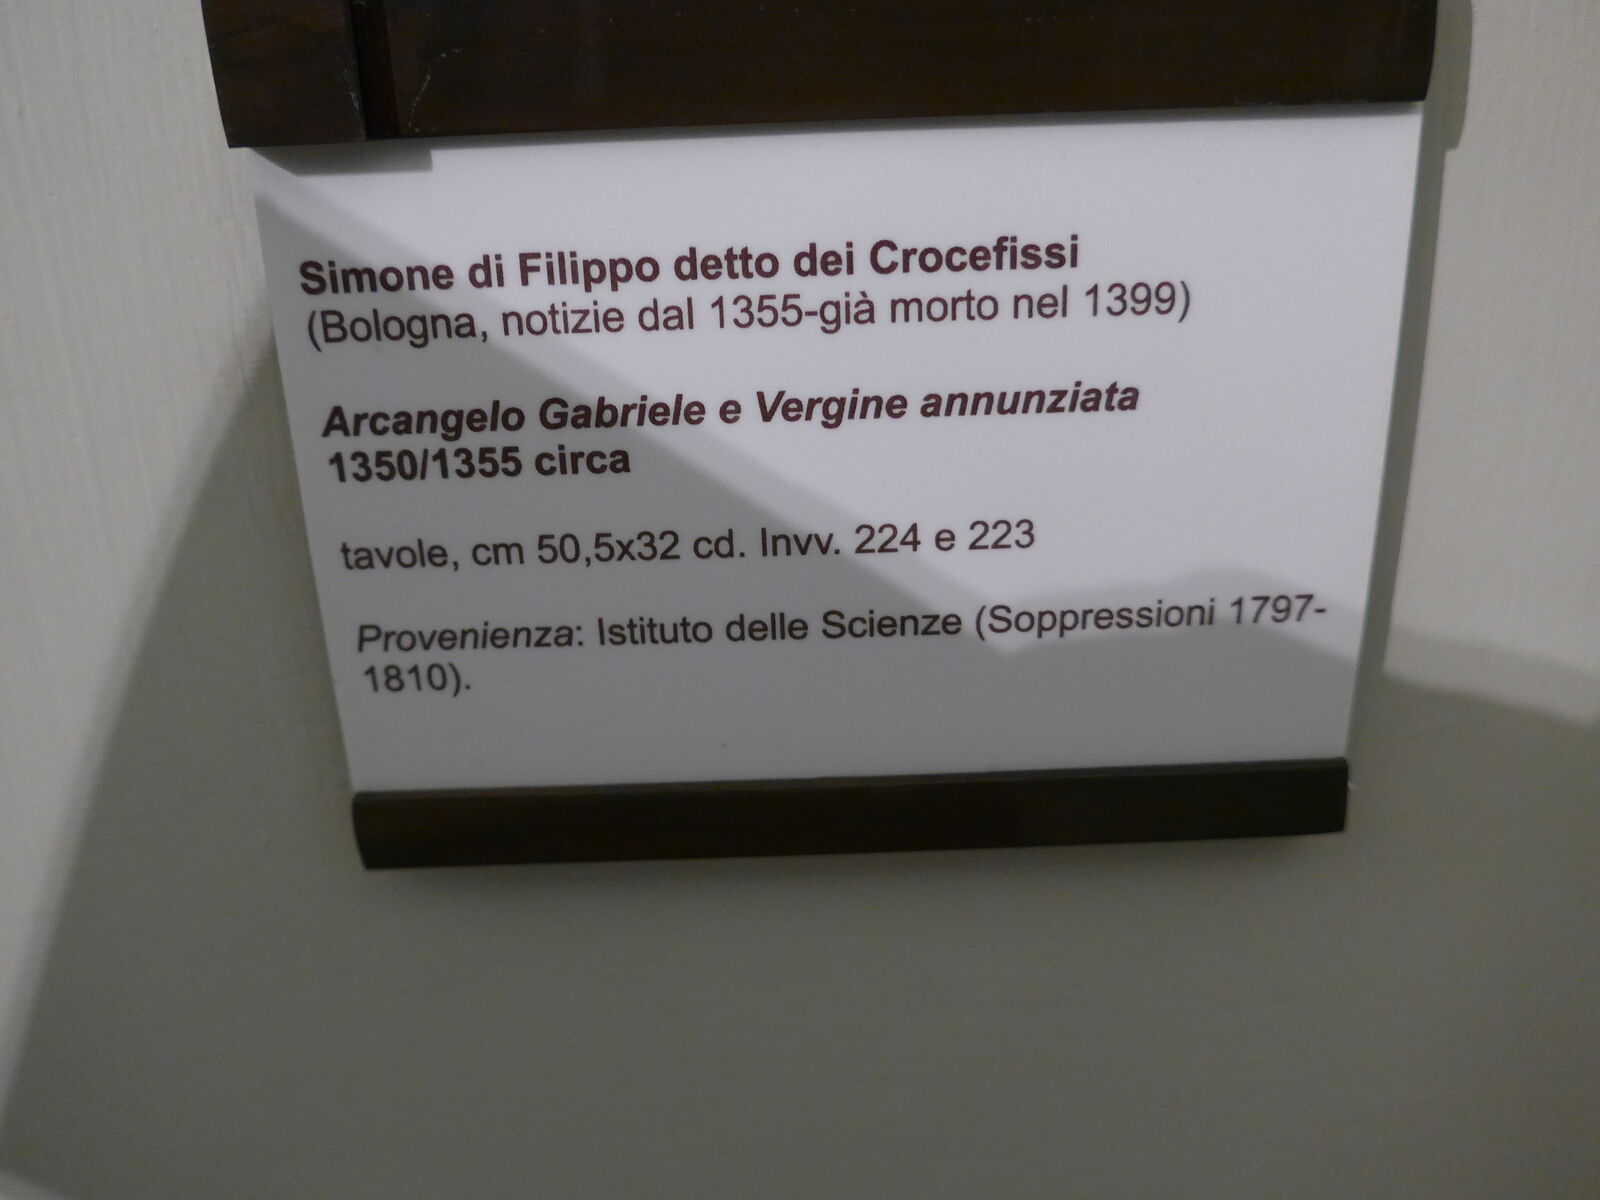 Simone di Filippo detto dei Crocefissi
(Bologna, notizie dal 1355-già morto nel 1399)
Arcangelo Gabriele e Vergine annunziata
1350/1355 circa
tavole, cm 50,5x32 cd. Invv. 224 e 223
Provenienza: Istituto delle Scienze (Soppressioni 1797-
1810).